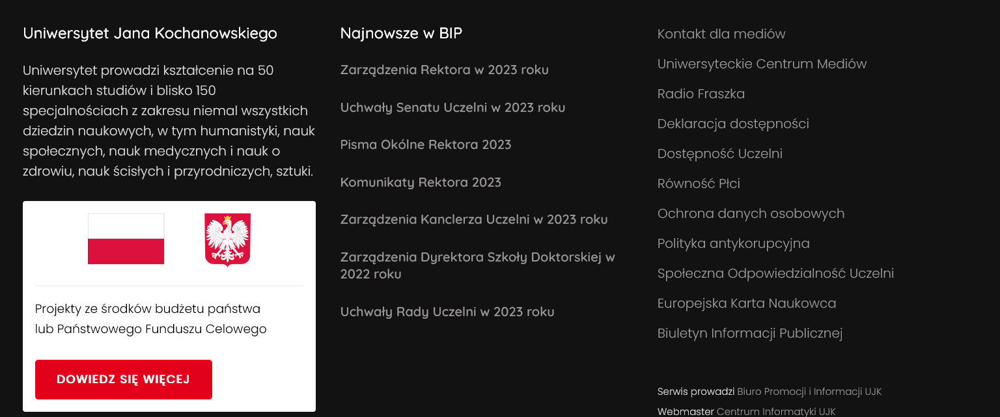 Uniwersytet Jana Kochanowskiego
Uniwersytet prowadzi kształcenie na 50
kierunkach studiów i blisko 150
specjalnościach z zakresu niemal wszystkich
dziedzin naukowych, w tym humanistyki, nauk
społecznych, nauk medycznych i nauk o
zdrowiu, nauk ścisłych i przyrodniczych, sztuki.
Projekty ze środków budżetu państwa
lub Państwowego Funduszu Celowego
DOWIEDZ SIĘ WIĘCEJ
Najnowsze w BIP
Zarządzenia Rektora w 2023 roku
Uchwały Senatu Uczelni w 2023 roku
Pisma Okólne Rektora 2023
Komunikaty Rektora 2023
Zarządzenia Kanclerza Uczelni w 2023 roku
Zarządzenia Dyrektora Szkoły Doktorskiej w
2022 roku
Uchwały Rady Uczelni w 2023 roku
Kontakt dla mediów
Uniwersyteckie Centrum Mediów
Radio Fraszka
Deklaracja dostępności
Dostępność Uczelni
Równość Płci
Ochrona danych osobowych
Polityka antykorupcyjna
Społeczna Odpowiedzialność Uczelni
Europejska Karta Naukowca
Biuletyn Informacji Publicznej
Serwis prowadzi Biuro Promocji i Informacji UJK
Webmaster Centrum Informatyki UJK